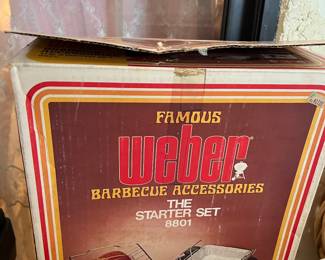 FAMOUS
weber®
BARBECUE ACCESSORIES
THE
STARTER SET
8801